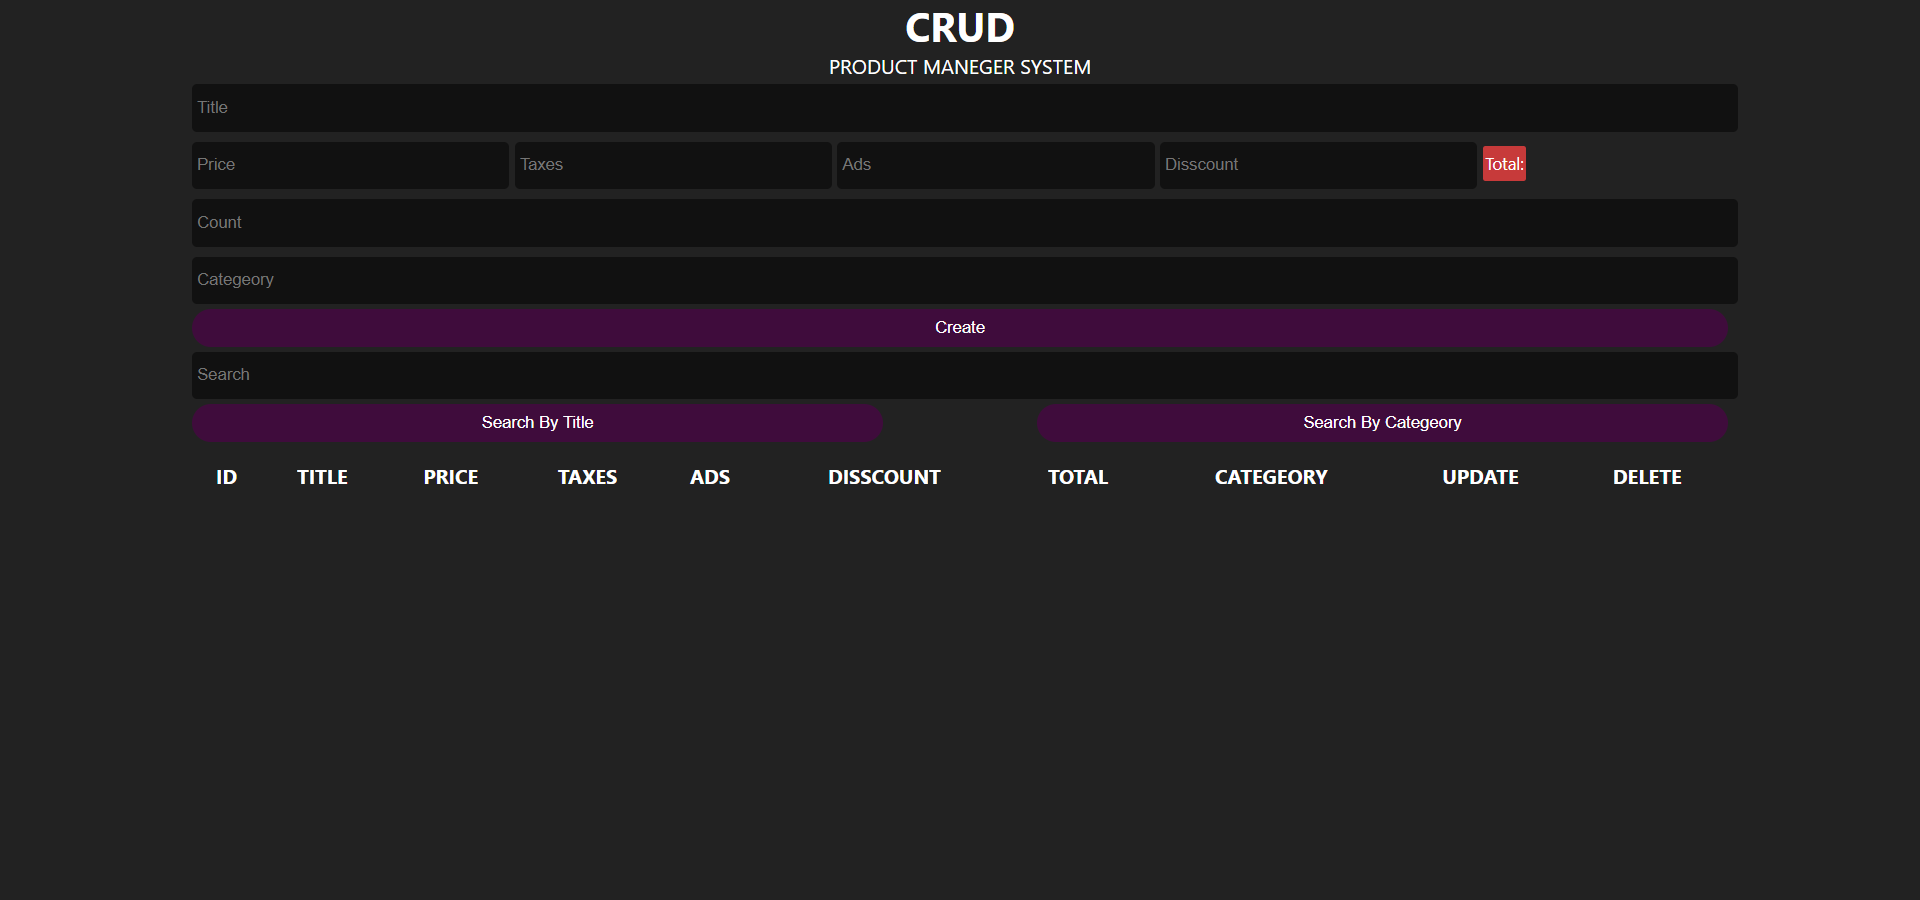 CRUD
PRODUCT MANEGER SYSTEM
Title
Price Taxes Ads Disscount Total:
Count
Categeory
Create
Search
Search By Title Search By Categeory
ID TITLE PRICE TAXES ADS DISSCOUNT TOTAL CATEGEORY UPDATE DELETE